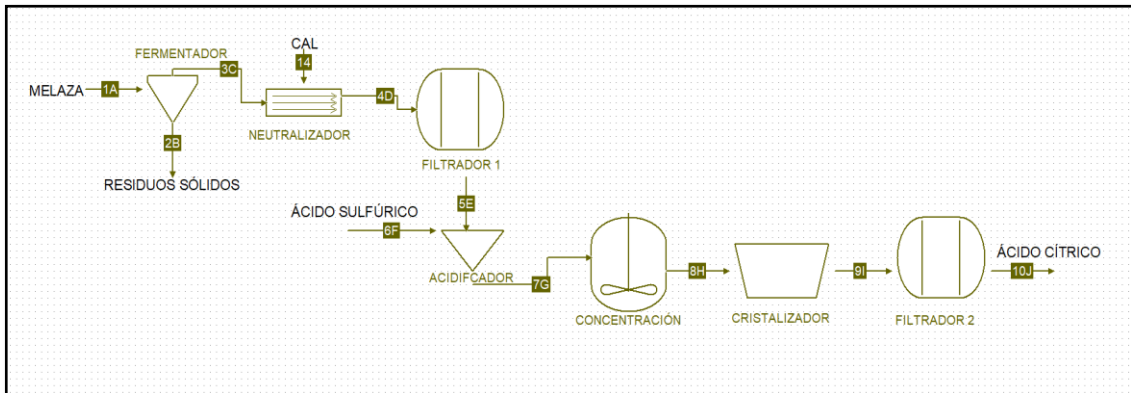 FERMENTADOR
CAL
MELAZA
1A
3C
14
4D
2B
NEUTRALIZADOR
FILTRADOR 1
RESIDUOS SÓLIDOS
ÁCIDO SULFÚRICO
6F
5E
ACIDIFCADOR
7G
8H
9I
ÁCIDO CÍTRICO
10J
CONCENTRACIÓN
CRISTALIZADOR
FILTRADOR 2